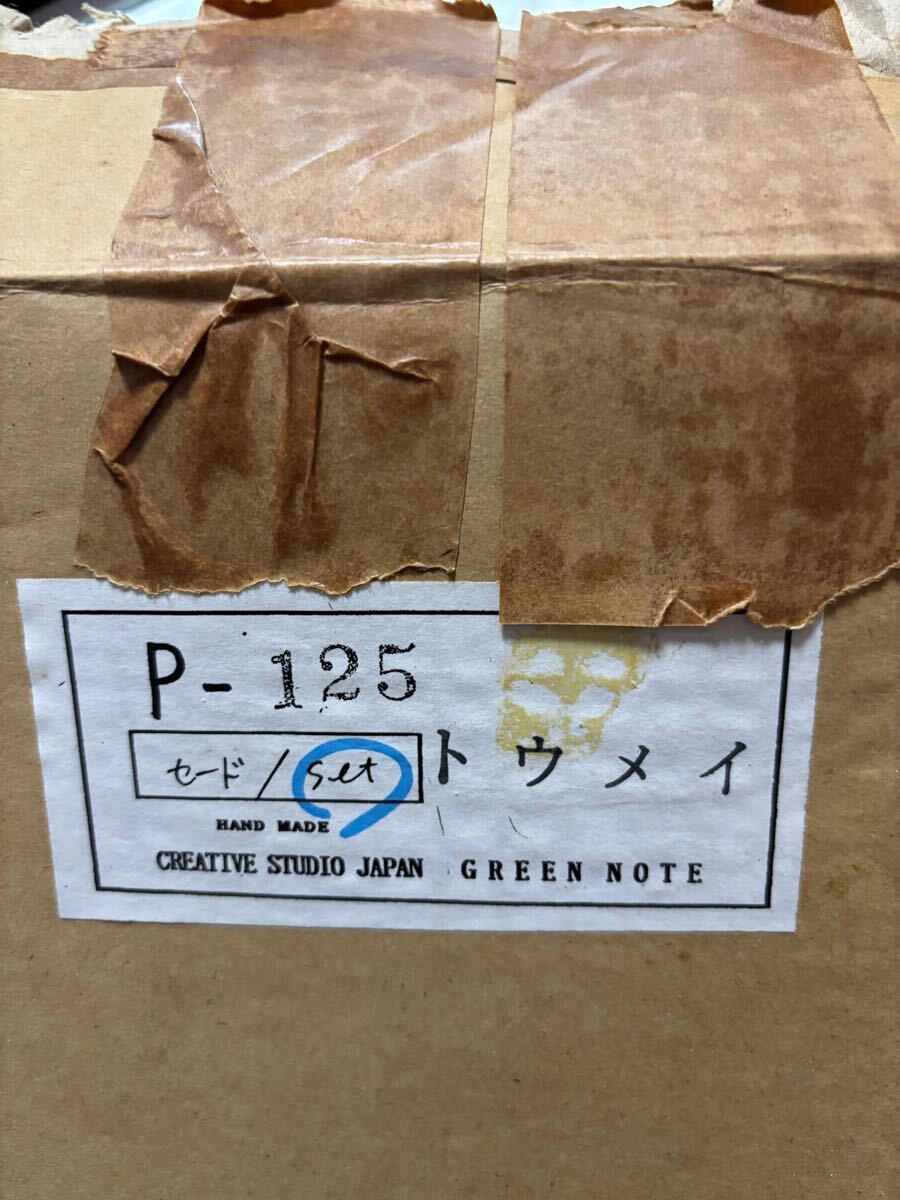 P-125
セード/set トウメイ
HAND MADE
CREATIVE STUDIO JAPAN GREEN NOTE